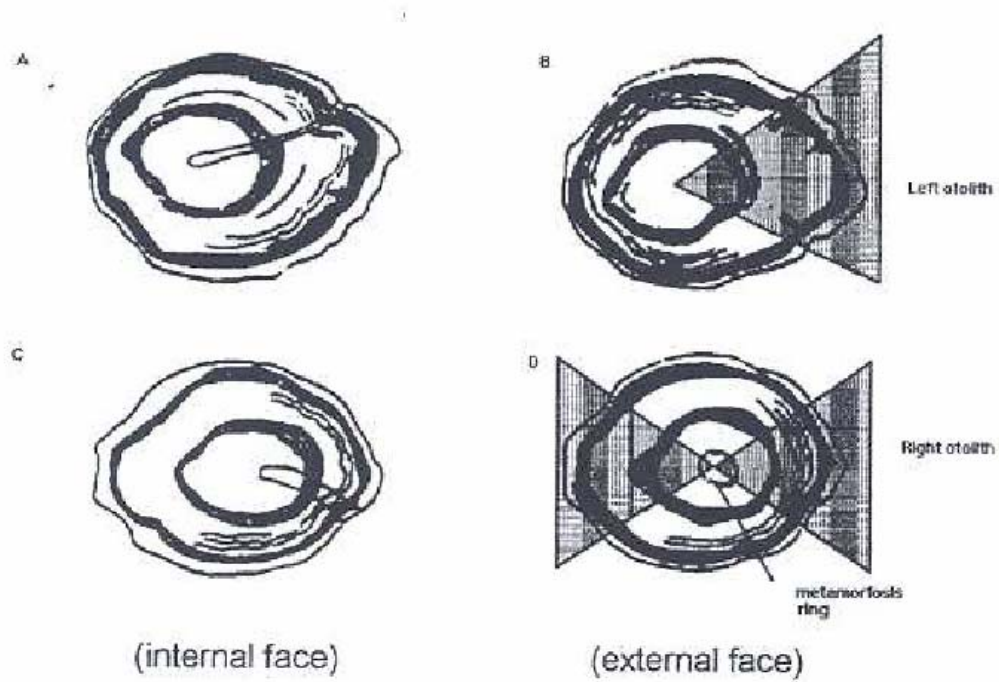 A
B
Left otolith
C
D
Right otolith
metamorfosis
ring
(internal face)
(external face)